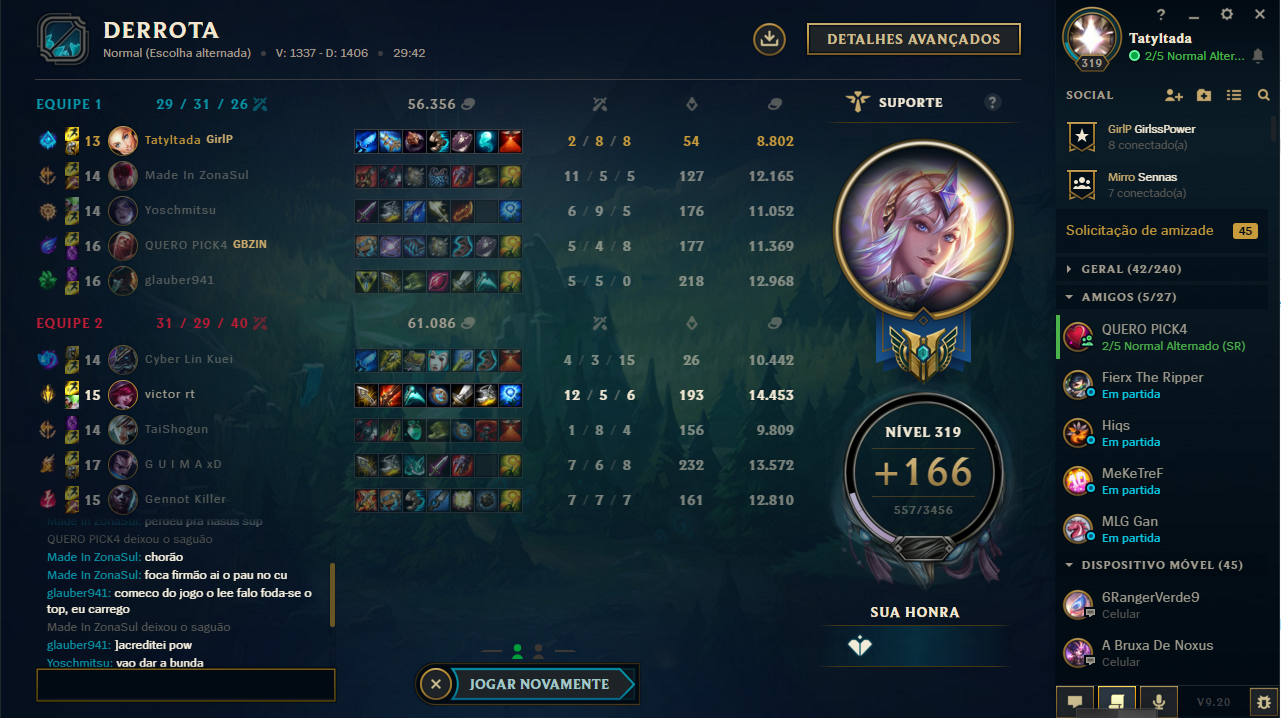 DERROTA
Normal (Escolha alternada) • V: 1337 - D: 1406 • 29:42
DETALHES AVANÇADOS
EQUIPE 1 29 / 31 / 26 56.356
13 Tatyltada GirlP 2 / 8 / 8 54 8.802
14 Made In ZonaSul 11 / 5 / 5 127 12.165
14 Yoschmitsu 6 / 9 / 5 176 11.052
16 QUERO PICK4 GBZIN 5 / 4 / 8 177 11.369
16 glauber941 5 / 5 / 0 218 12.968
EQUIPE 2 31 / 29 / 40 61.086
14 Cyber Lin Kuei 4 / 3 / 15 26 10.442
15 victor rt 12 / 5 / 6 193 14.453
14 TaiShogun 1 / 8 / 4 156 9.809
17 G U I M A xD 7 / 6 / 8 232 13.572
15 Gennot Killer 7 / 7 / 7 161 12.810
Made In ZonaSul: perdeu pra nasus sup
QUERO PICK4 deixou o saguão
Made In ZonaSul: chorão
Made In ZonaSul: foca firmão ai o pau no cu
glauber941: comeco do jogo o lee falo foda-se o
top, eu carrego
Made In ZonaSul deixou o saguão
glauber941: ]acreditei pow
Yoschmitsu: vao dar a bunda
JOGAR NOVAMENTE
SUPORTE
?
NÍVEL 319
+166
557/3456
SUA HONRA
?
319
Tatyltada
2/5 Normal Alter...
SOCIAL
GirlP GirlssPower
8 conectado(a)
Mirro Sennas
7 conectado(a)
Solicitação de amizade 45
GERAL (42/240)
AMIGOS (5/27)
QUERO PICK4
2/5 Normal Alternado (SR)
Fierx The Ripper
Em partida
Hiqs
Em partida
MeKeTreF
Em partida
MLG Gan
Em partida
DISPOSITIVO MÓVEL (45)
6RangerVerde9
Celular
A Bruxa De Noxus
Celular
V9.20